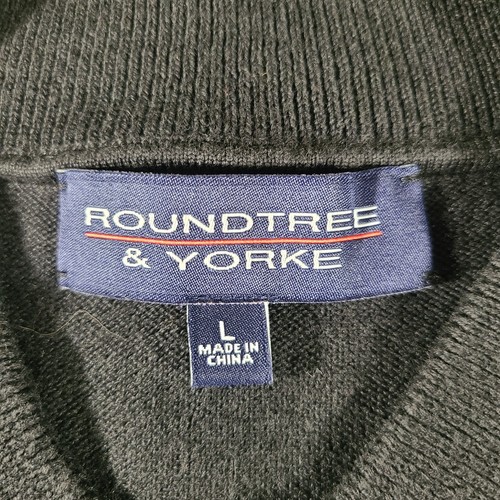 ROUNDTREE
& YORKE
L
MADE IN
CHINA